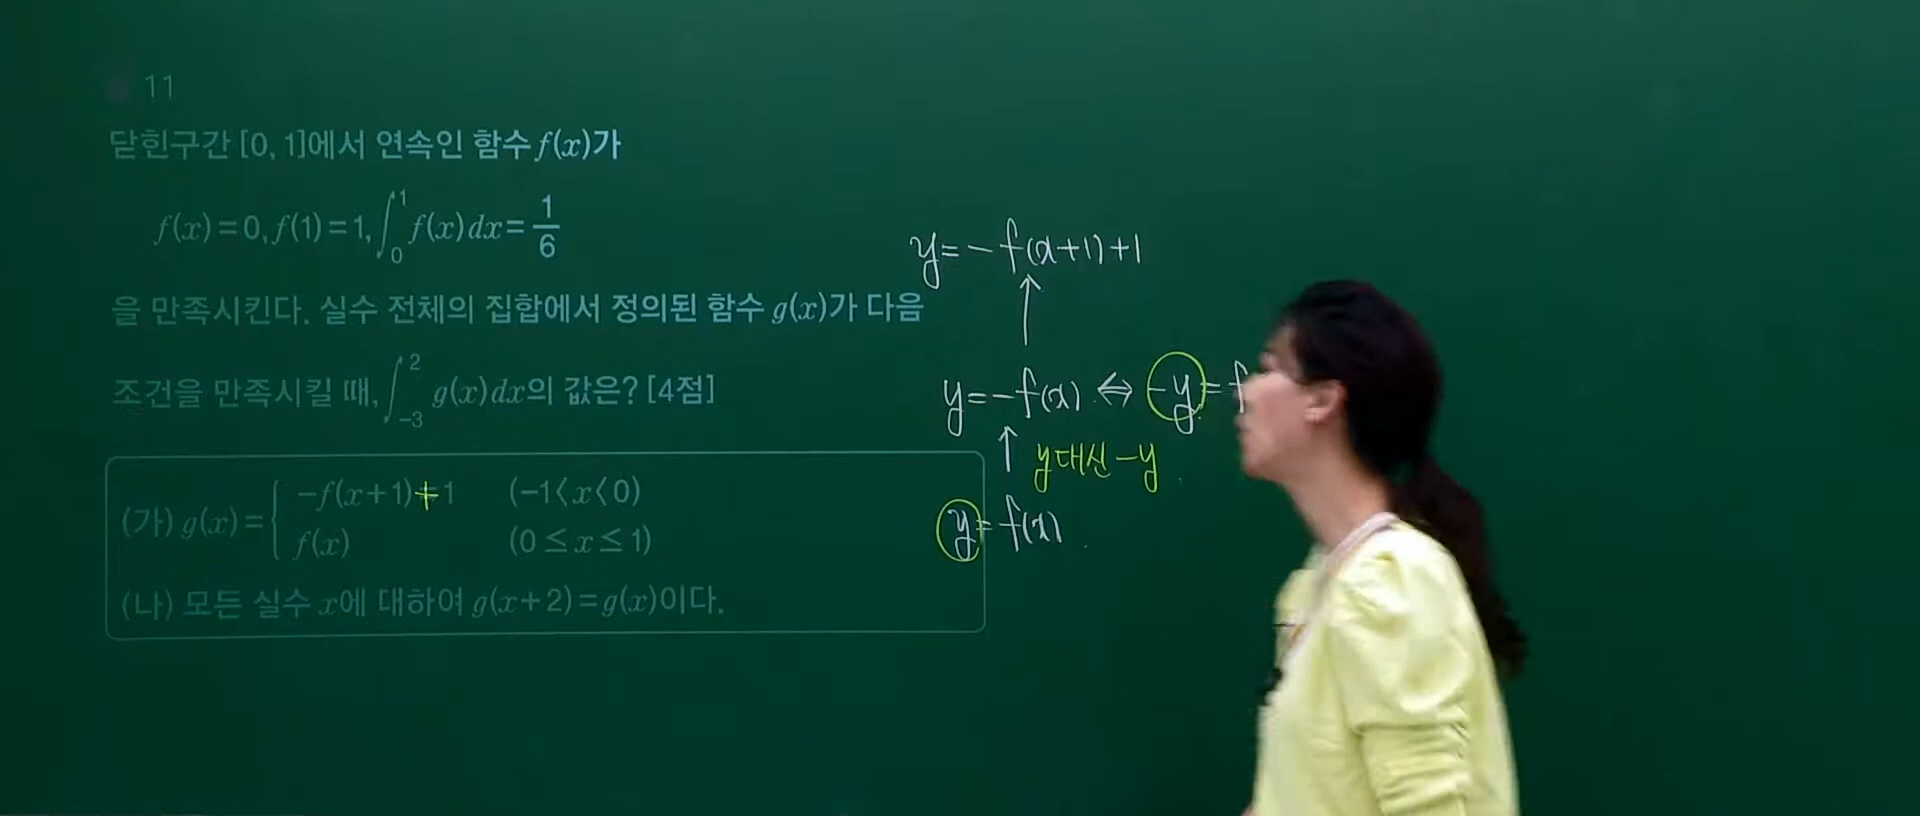 11
닫힌구간 [0, 1]에서 연속인 함수 f(x)가
f(x) = 0, f(1) = 1, ∫₀¹ f(x) dx = 1/6
을 만족시킨다. 실수 전체의 집합에서 정의된 함수 g(x)가 다음
조건을 만족시킬 때, ∫₋₃² g(x) dx의 값은? [4점]
(가) g(x) = { -f(x+1)+1 (-1<x<0)
f(x) (0 ≤ x ≤ 1)
(나) 모든 실수 x에 대하여 g(x+2) = g(x)이다.
y = -f(x+1)+1
↑
y = -f(x) ⇔ -y = f
↑ y대신 -y
y = f(x)